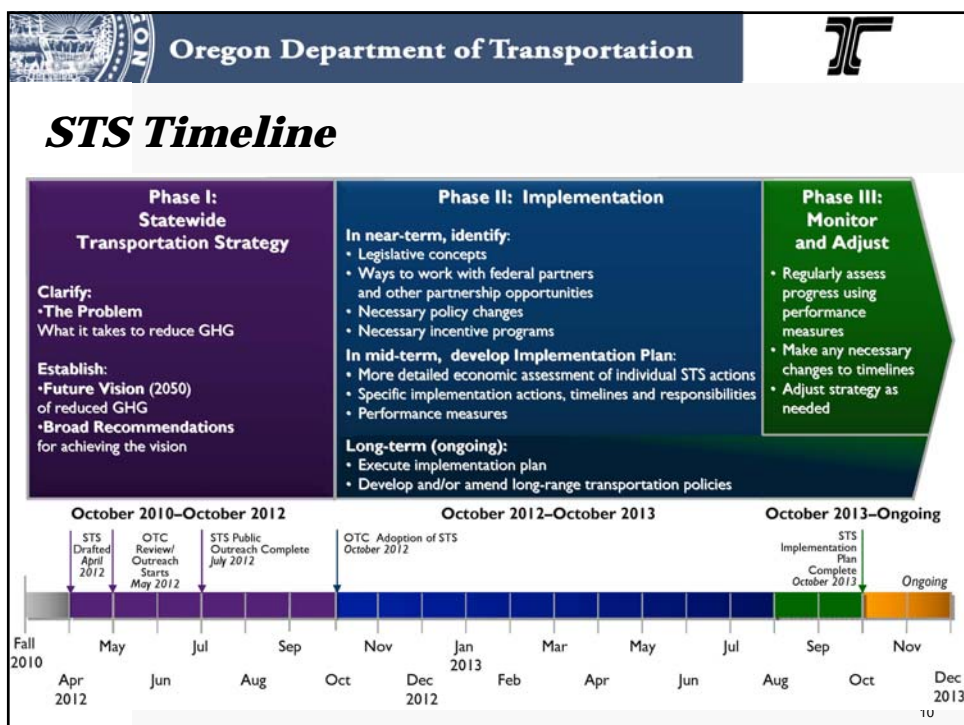 GON
Oregon Department of Transportation
STS Timeline
Phase I:
Statewide
Transportation Strategy
Clarify:
•The Problem
What it takes to reduce GHG
Establish:
•Future Vision (2050)
of reduced GHG
•Broad Recommendations
for achieving the vision
Phase II: Implementation
In near-term, identify:
• Legislative concepts
• Ways to work with federal partners
and other partnership opportunities
• Necessary policy changes
• Necessary incentive programs
In mid-term, develop Implementation Plan:
• More detailed economic assessment of individual STS actions
• Specific implementation actions, timelines and responsibilities
• Performance measures
Long-term (ongoing):
• Execute implementation plan
• Develop and/or amend long-range transportation policies
Phase III:
Monitor
and Adjust
• Regularly assess
progress using
performance
measures
• Make any necessary
changes to timelines
• Adjust strategy as
needed
October 2010–October 2012
October 2012–October 2013
October 2013–Ongoing
STS
Drafted
April
2012
OTC
Review/
Outreach
Starts
May 2012
STS Public
Outreach Complete
July 2012
OTC Adoption of STS
October 2012
STS
Implementation
Plan
Complete
October 2013
Ongoing
Fall
2010
Apr
2012
May
Jun
Jul
Aug
Sep
Oct
Nov
Dec
2012
Jan
2013
Feb
Mar
Apr
May
Jun
Jul
Aug
Sep
Oct
Nov
Dec
2013
10